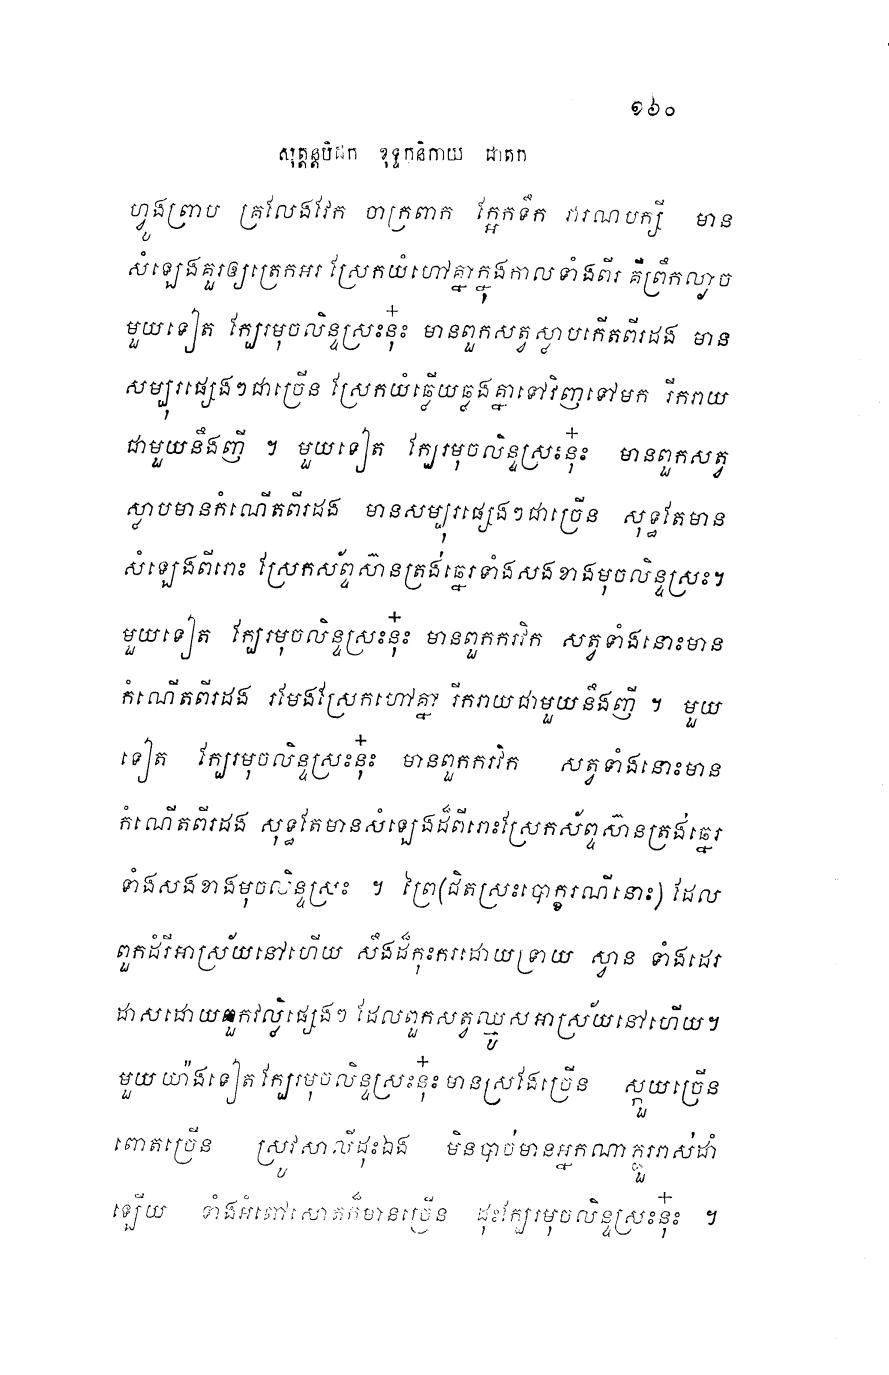 ១៦០
សុត្តន្តបិដក ខុទ្ទកនិកាយ ជាតក
ហ្វូងព្រាប គ្រលែងវែក ចាក្រពាក ក្អែកទឹក វារណបក្សី មាន
សំឡេងគួរឲ្យត្រេកអរ ស្រែកយំហៅគ្នាក្នុងកាលទាំងពីរ គឺព្រឹកល្ងាច
មួយទៀត ក្បែរមុចលិន្ទស្រះនុ៎ះ មានពួកសត្វស្លាបកើតពីរដង មាន
សម្បុរផ្សេងៗជាច្រើន ស្រែកយំឆ្លើយឆ្លងគ្នាទៅវិញទៅមក រីករាយ
ជាមួយនឹងញី ។ មួយទៀត ក្បែរមុចលិន្ទស្រះនុ៎ះ មានពួកសត្វ
ស្លាបមានកំណើតពីរដង មានសម្បុរផ្សេងៗជាច្រើន សុទ្ធតែមាន
សំឡេងពីរោះ ស្រែកស័ព្ទស៊ានត្រង់ឆ្នេរទាំងសងខាងមុចលិន្ទស្រះ។
មួយទៀត ក្បែរមុចលិន្ទស្រះនុ៎ះ មានពួកករវិក សត្វទាំងនោះមាន
កំណើតពីរដង រមែងស្រែកហៅគ្នា រីករាយជាមួយនឹងញី ។ មួយ
ទៀត ក្បែរមុចលិន្ទស្រះនុ៎ះ មានពួកករវិក សត្វទាំងនោះមាន
កំណើតពីរដង សុទ្ធតែមានសំឡេងដ៏ពីរោះស្រែកស័ព្ទស៊ានត្រង់ឆ្នេរ
ទាំងសងខាងមុចលិន្ទស្រះ ។ ព្រៃ(ជិតស្រះបោក្ខរណីនោះ) ដែល
ពួកដំរីអាស្រ័យនៅហើយ សឹងដ៏កុះករដោយទ្រាយ ស្វាន ទាំងដេរ
ដាសដោយពួកវល្លិ៍ផ្សេងៗ ដែលពួកសត្វឈ្មូសអាស្រ័យនៅហើយ។
មួយយ៉ាងទៀត ក្បែរមុចលិន្ទស្រះនុ៎ះ មានស្រងែច្រើន ស្កួយច្រើន
ពោតច្រើន ស្រូវសាលីដុះឯង មិនបាច់មានអ្នកណាភ្ជួររាស់ដាំ
ឡើយ ទាំងអំពៅសោតក៏មានច្រើន ដុះក្បែរមុចលិន្ទស្រះនុ៎ះ ។